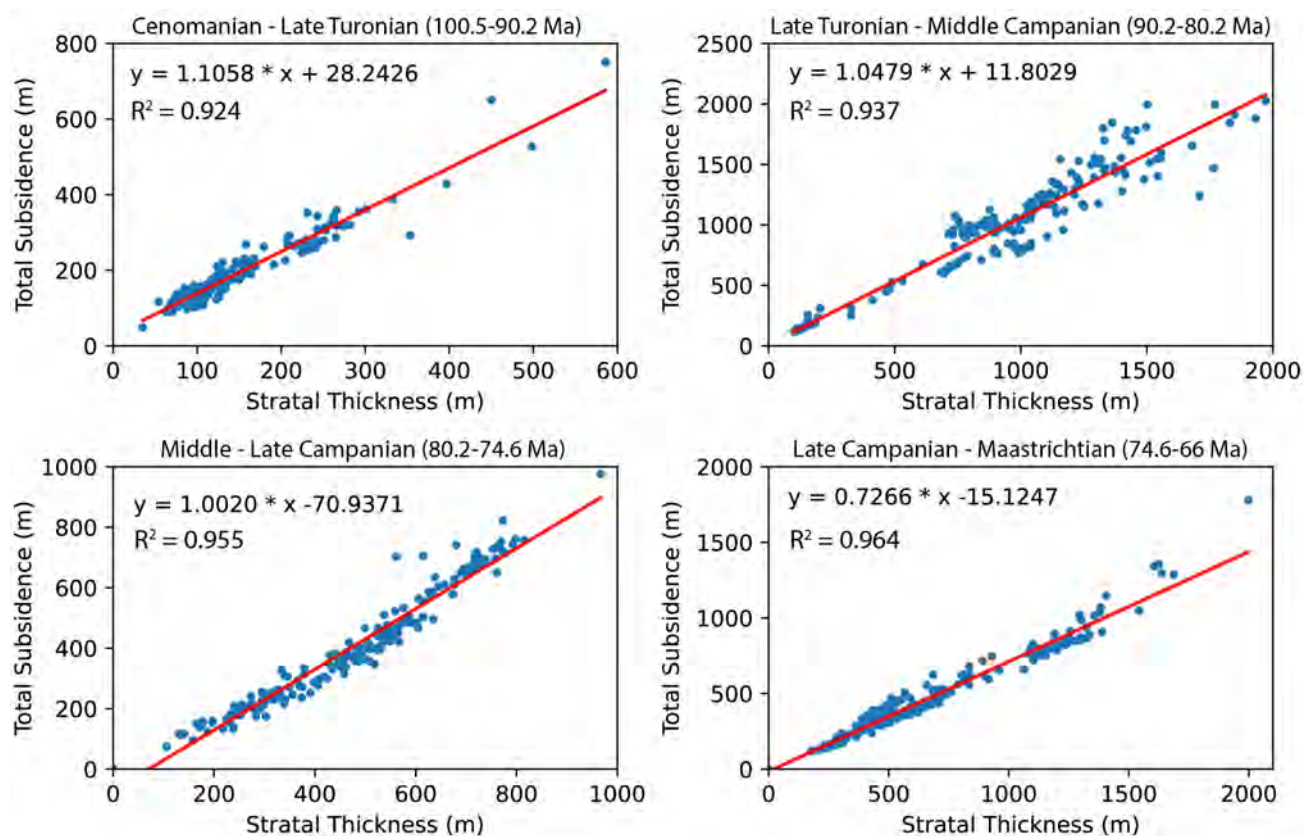 Cenomanian - Late Turonian (100.5-90.2 Ma)
y = 1.1058 * x + 28.2426
R² = 0.924
Total Subsidence (m)
800
600
400
200
0
0 100 200 300 400 500 600
Stratal Thickness (m)
Late Turonian - Middle Campanian (90.2-80.2 Ma)
y = 1.0479 * x + 11.8029
R² = 0.937
Total Subsidence (m)
2500
2000
1500
1000
500
0
0 500 1000 1500 2000
Stratal Thickness (m)
Middle - Late Campanian (80.2-74.6 Ma)
y = 1.0020 * x -70.9371
R² = 0.955
Total Subsidence (m)
1000
800
600
400
200
0
0 200 400 600 800 1000
Stratal Thickness (m)
Late Campanian - Maastrichtian (74.6-66 Ma)
y = 0.7266 * x -15.1247
R² = 0.964
Total Subsidence (m)
2000
1500
1000
500
0
0 500 1000 1500 2000
Stratal Thickness (m)